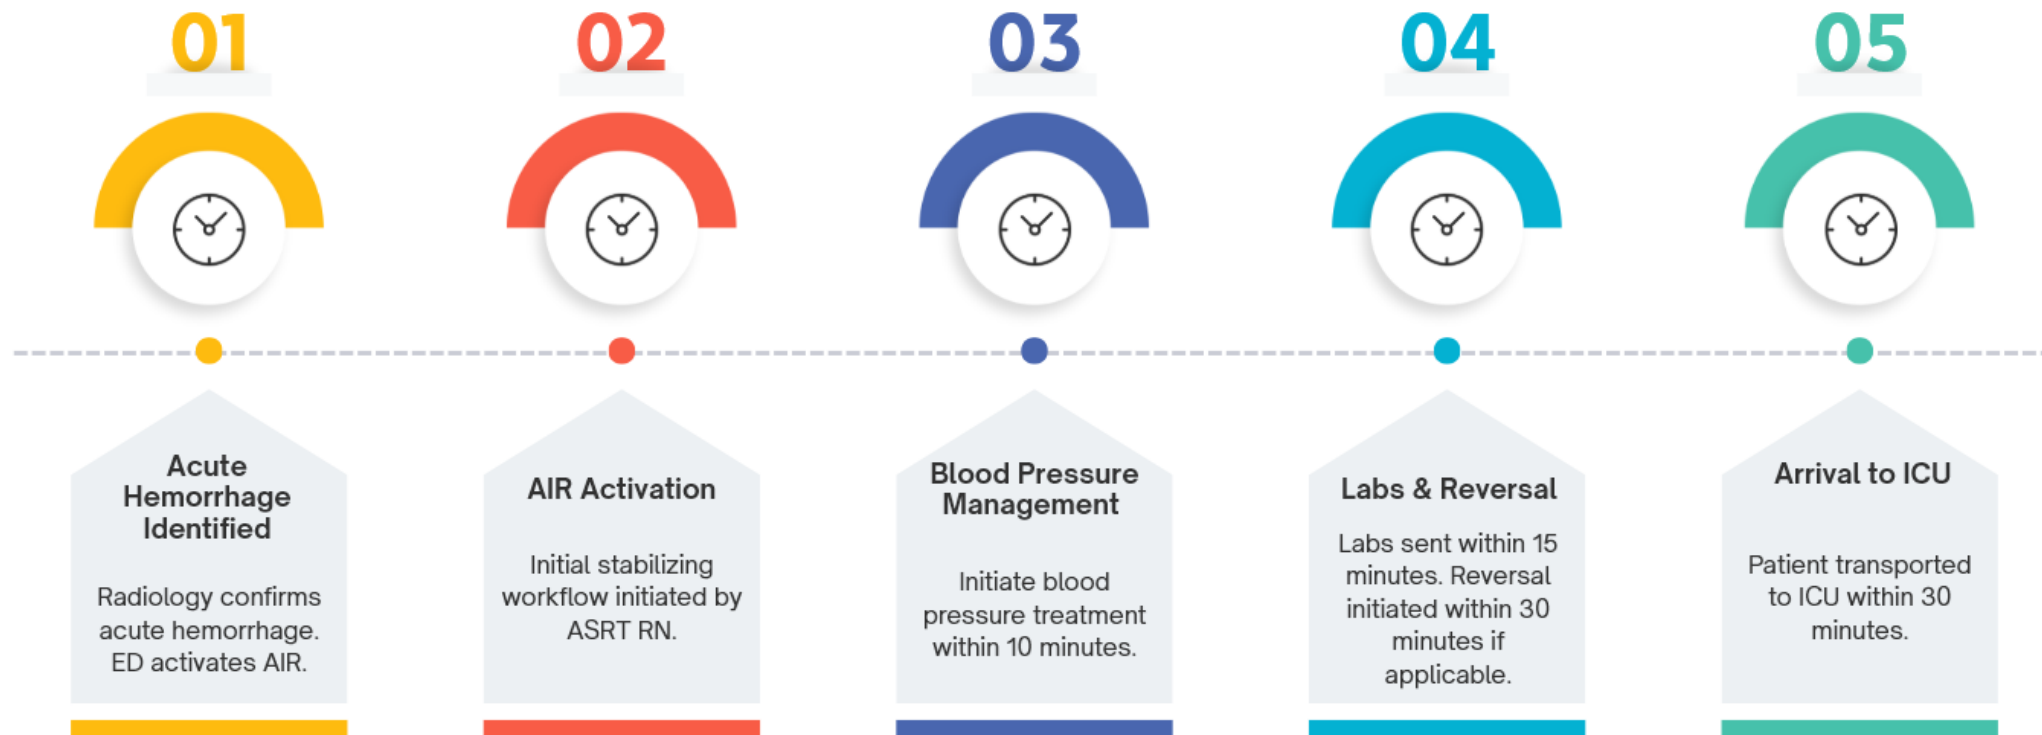 01
02
03
04
05
Acute
Hemorrhage
Identified
Radiology confirms
acute hemorrhage.
ED activates AIR.
AIR Activation
Initial stabilizing
workflow initiated by
ASRT RN.
Blood Pressure
Management
Initiate blood
pressure treatment
within 10 minutes.
Labs & Reversal
Labs sent within 15
minutes. Reversal
initiated within 30
minutes if
applicable.
Arrival to ICU
Patient transported
to ICU within 30
minutes.